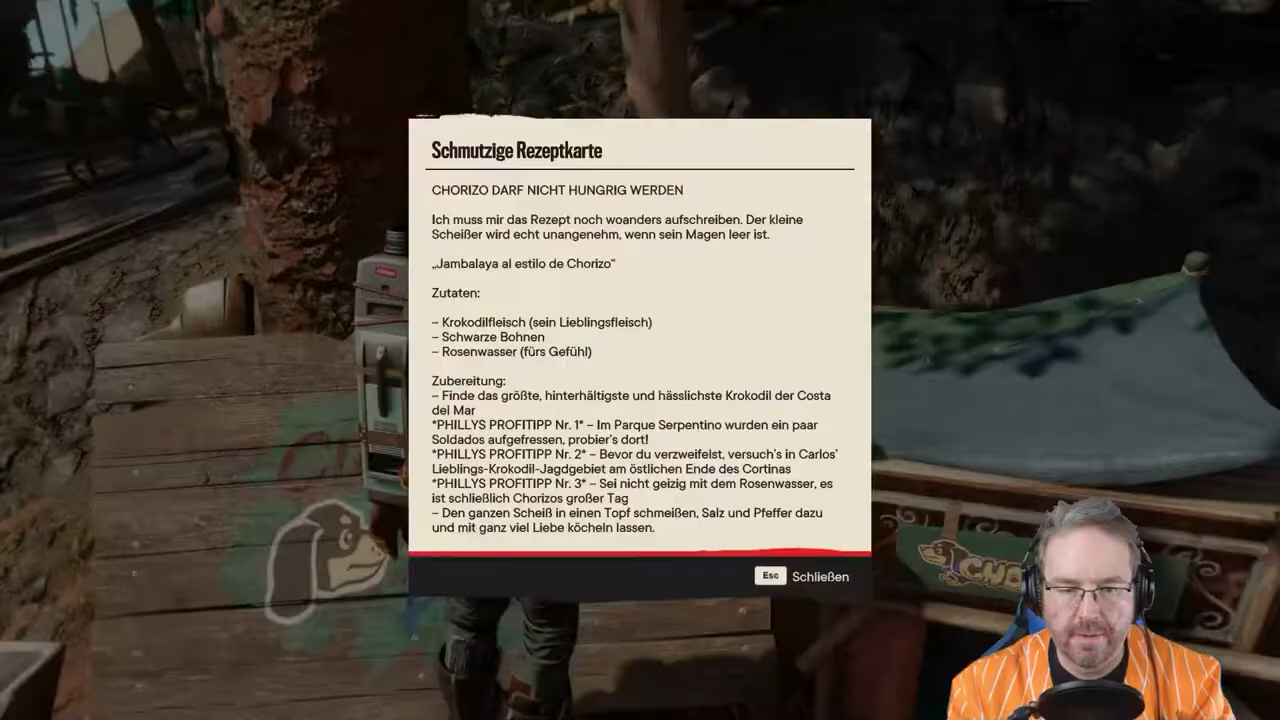 Schmutzige Rezeptkarte
CHORIZO DARF NICHT HUNGRIG WERDEN
Ich muss mir das Rezept noch woanders aufschreiben. Der kleine
Scheißer wird echt unangenehm, wenn sein Magen leer ist.
„Jambalaya al estilo de Chorizo“
Zutaten:
– Krokodilfleisch (sein Lieblingsfleisch)
– Schwarze Bohnen
– Rosenwasser (fürs Gefühl)
Zubereitung:
– Finde das größte, hinterhältigste und hässlichste Krokodil der Costa
del Mar
*PHILLYS PROFITIPP Nr. 1* – Im Parque Serpentino wurden ein paar
Soldados aufgefressen, probier's dort!
*PHILLYS PROFITIPP Nr. 2* – Bevor du verzweifelst, versuch's in Carlos'
Lieblings-Krokodil-Jagdgebiet am östlichen Ende des Cortinas
*PHILLYS PROFITIPP Nr. 3* – Sei nicht geizig mit dem Rosenwasser, es
ist schließlich Chorizos großer Tag
– Den ganzen Scheiß in einen Topf schmeißen, Salz und Pfeffer dazu
und mit ganz viel Liebe köcheln lassen.
Esc Schließen